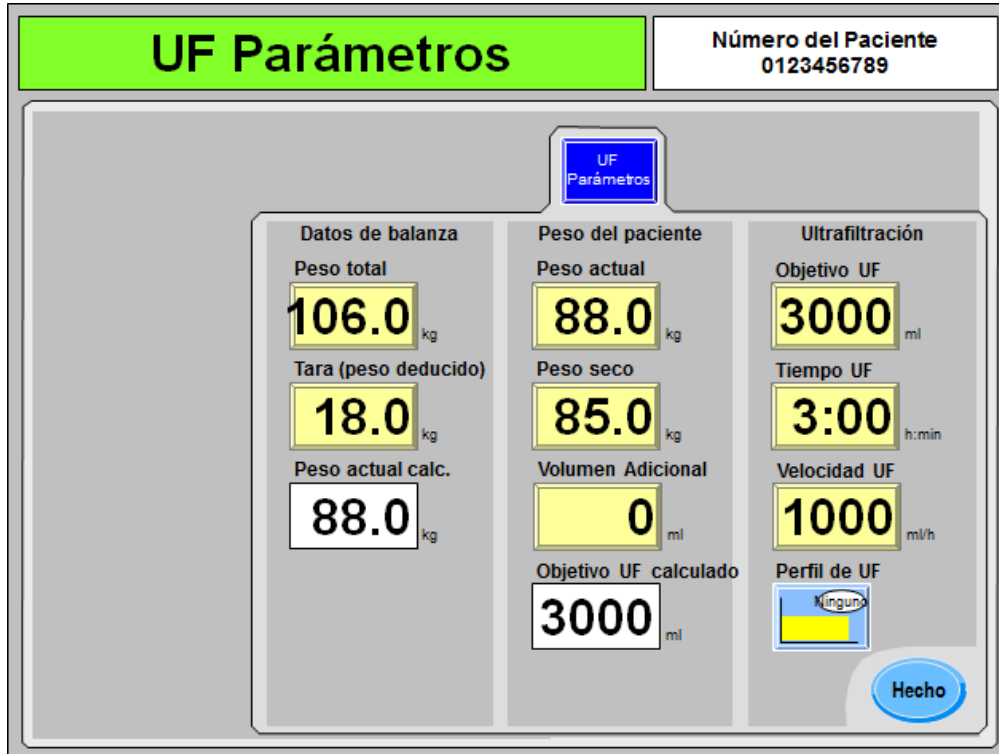 UF Parámetros
Número del Paciente
0123456789
UF
Parámetros
Datos de balanza
Peso total
106.0 kg
Tara (peso deducido)
18.0 kg
Peso actual calc.
88.0 kg
Peso del paciente
Peso actual
88.0 kg
Peso seco
85.0 kg
Volumen Adicional
0 ml
Objetivo UF calculado
3000 ml
Ultrafiltración
Objetivo UF
3000 ml
Tiempo UF
3:00 h:min
Velocidad UF
1000 ml/h
Perfil de UF
Ninguno
Hecho